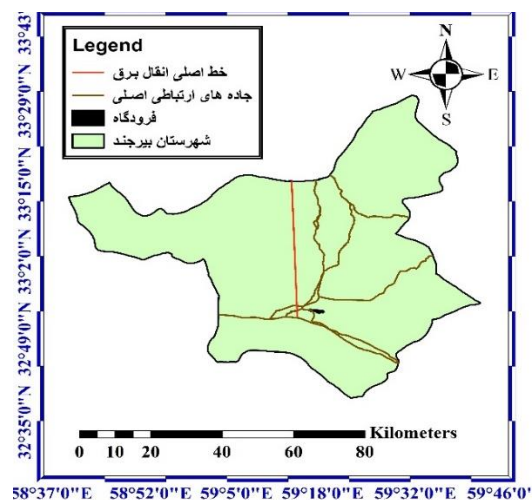 Legend
خط اصلی انقال برق
جاده های ارتباطی اصلی
فرودگاه
شهرستان بیرجند
N
W
E
S
33°43'
33°29'0"N
33°15'0"N
33°2'0"N
32°49'0"N
32°35'0"N
Kilometers
0 10 20 40 60 80
58°37'0"E 58°52'0"E 59°5'0"E 59°18'0"E 59°32'0"E 59°46'0"E